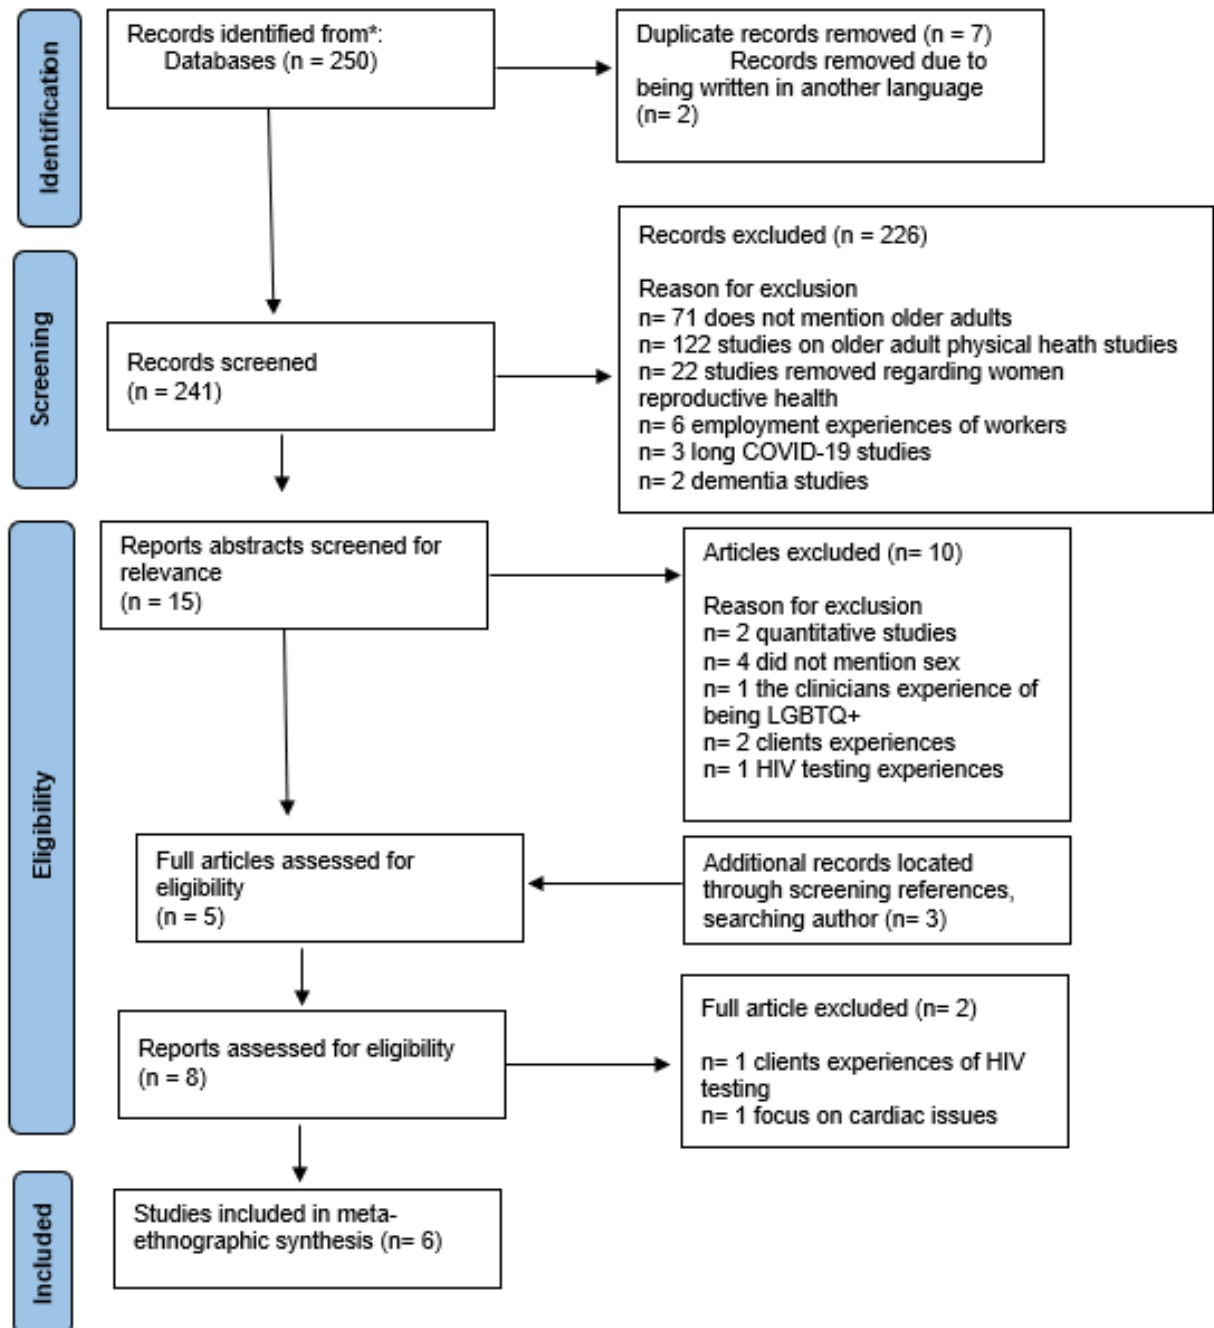 Identification
Records identified from*:
Databases (n = 250)
Duplicate records removed (n = 7)
Records removed due to
being written in another language
(n= 2)
Screening
Records screened
(n = 241)
Records excluded (n = 226)
Reason for exclusion
n= 71 does not mention older adults
n= 122 studies on older adult physical heath studies
n= 22 studies removed regarding women
reproductive health
n= 6 employment experiences of workers
n= 3 long COVID-19 studies
n= 2 dementia studies
Eligibility
Reports abstracts screened for
relevance
(n = 15)
Articles excluded (n= 10)
Reason for exclusion
n= 2 quantitative studies
n= 4 did not mention sex
n= 1 the clinicians experience of
being LGBTQ+
n= 2 clients experiences
n= 1 HIV testing experiences
Full articles assessed for
eligibility
(n = 5)
Additional records located
through screening references,
searching author (n= 3)
Reports assessed for eligibility
(n = 8)
Full article excluded (n= 2)
n= 1 clients experiences of HIV
testing
n= 1 focus on cardiac issues
Included
Studies included in meta-
ethnographic synthesis (n= 6)